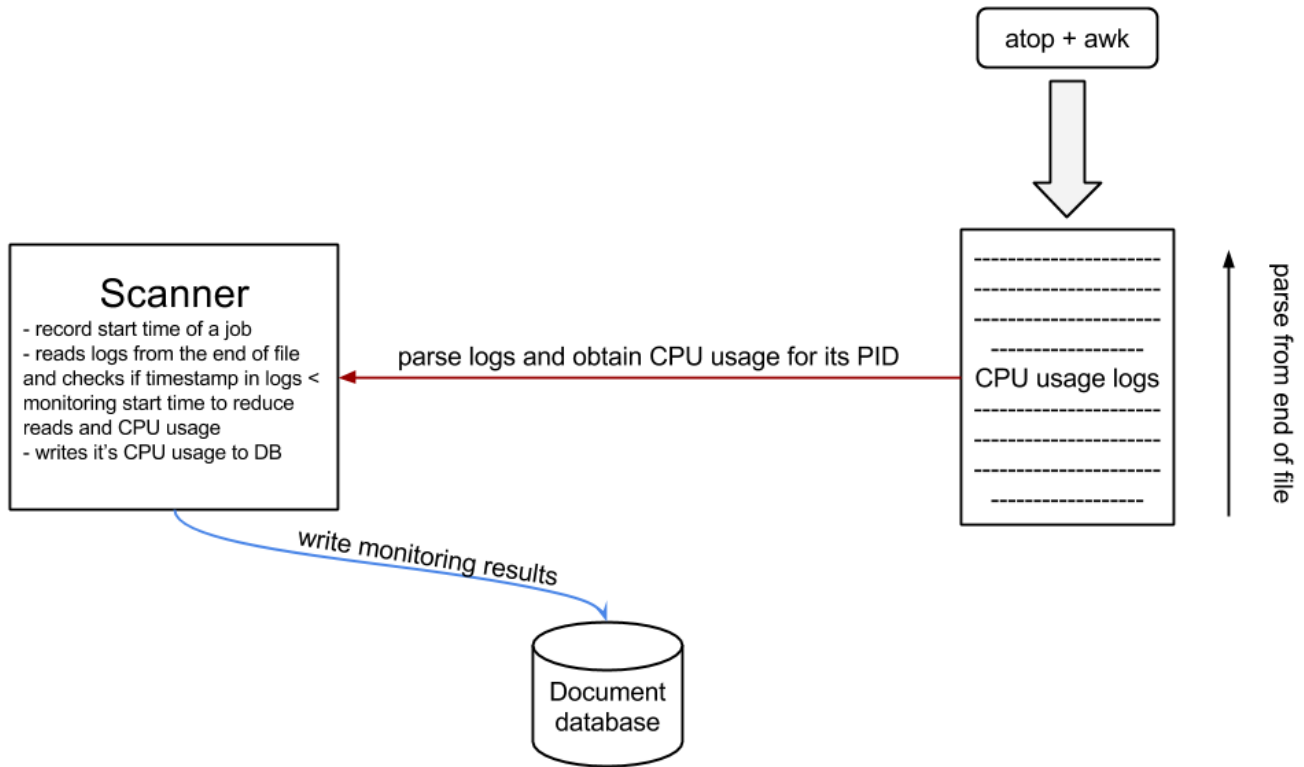 atop + awk
Scanner
- record start time of a job
- reads logs from the end of file
and checks if timestamp in logs <
monitoring start time to reduce
reads and CPU usage
- writes it's CPU usage to DB
parse logs and obtain CPU usage for its PID
CPU usage logs
parse from end of file
write monitoring results
Document
database